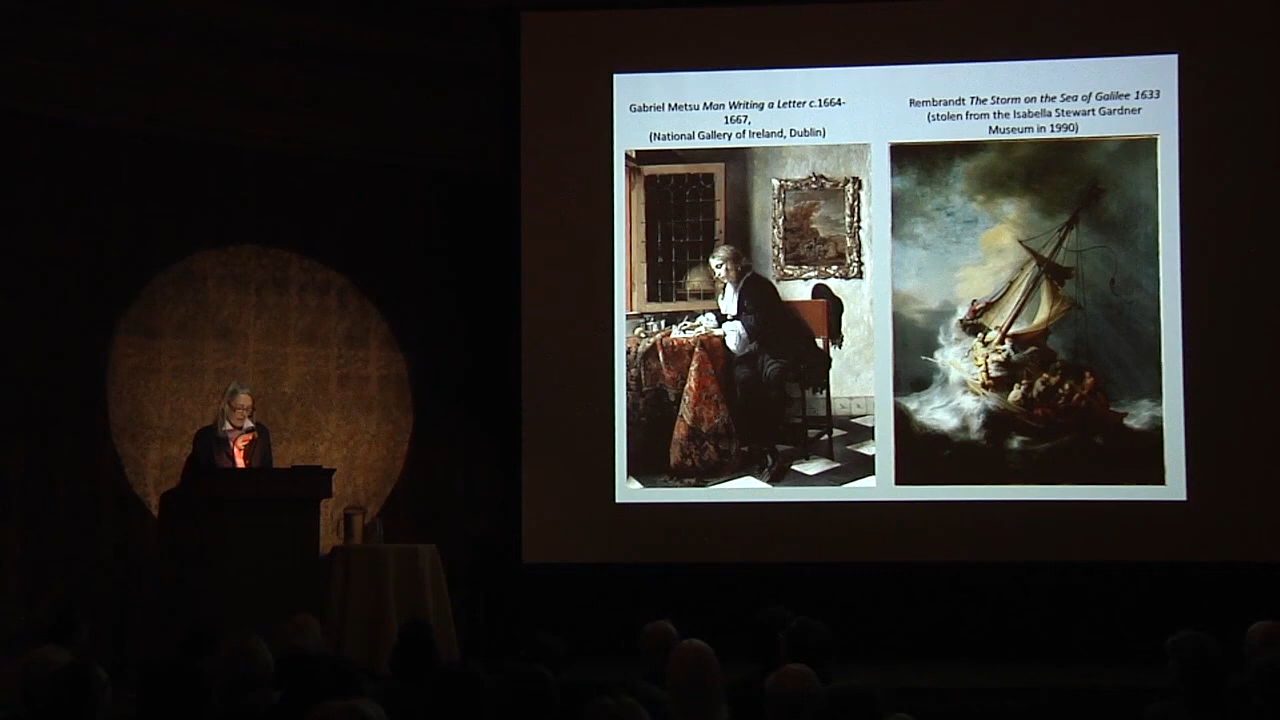 Gabriel Metsu Man Writing a Letter c.1664-
1667,
(National Gallery of Ireland, Dublin)
Rembrandt The Storm on the Sea of Galilee 1633
(stolen from the Isabella Stewart Gardner
Museum in 1990)